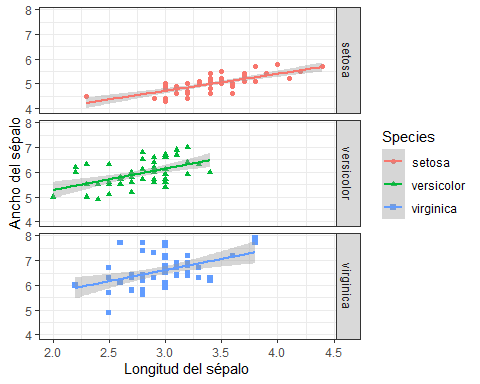 8
7
6
5
4
setosa
8
7
6
5
4
versicolor
8
7
6
5
4
virginica
Ancho del sépalo
2.0 2.5 3.0 3.5 4.0 4.5
Longitud del sépalo
Species
setosa
versicolor
virginica